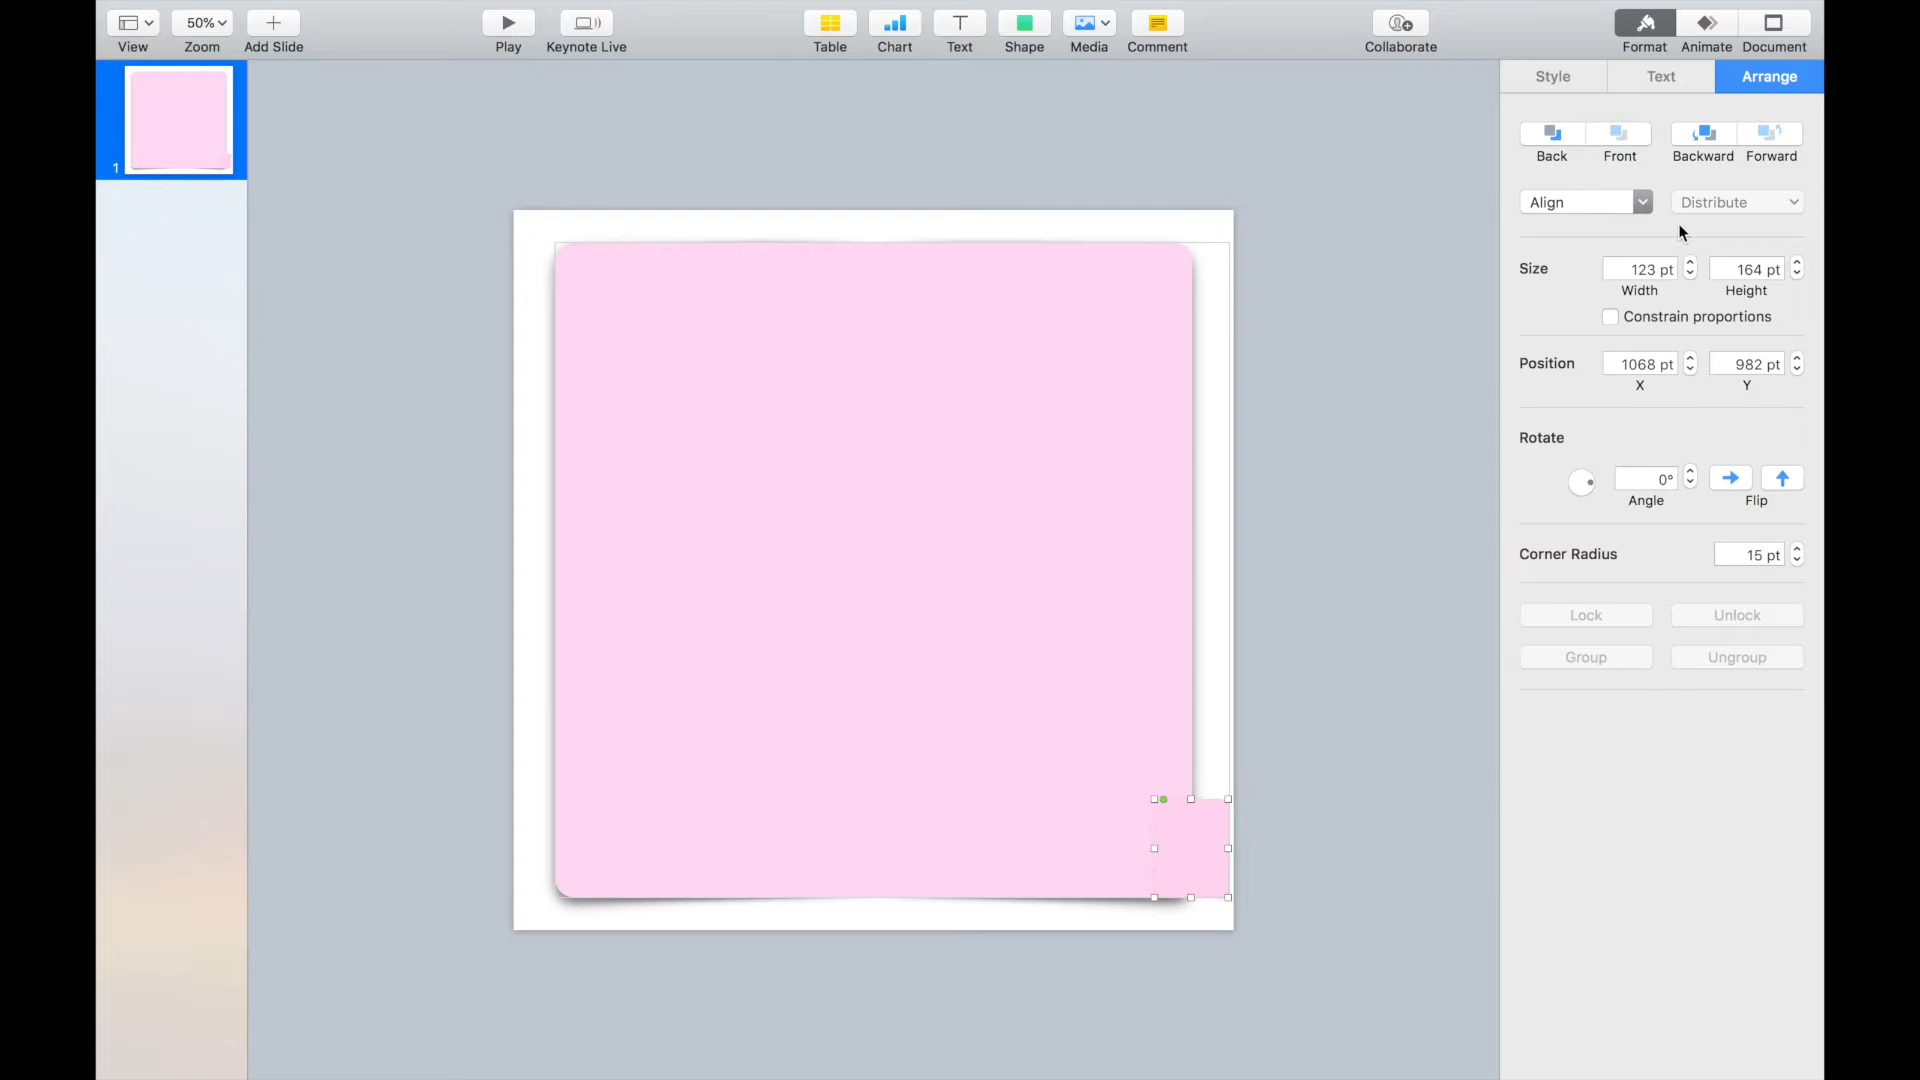 View
50%
Zoom
Add Slide
Play
Keynote Live
Table
Chart
Text
Shape
Media
Comment
Collaborate
Format
Animate
Document
1
Style
Text
Arrange
Back
Front
Backward
Forward
Align
Distribute
Size
123 pt
164 pt
Width
Height
Constrain proportions
Position
1068 pt
982 pt
X
Y
Rotate
0°
Angle
Flip
Corner Radius
15 pt
Lock
Unlock
Group
Ungroup